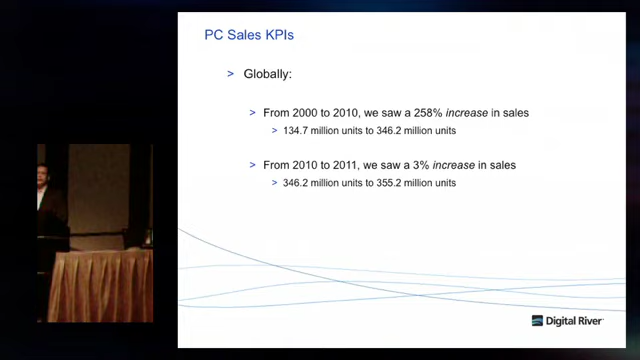 PC Sales KPIs
> Globally:
> From 2000 to 2010, we saw a 258% increase in sales
> 134.7 million units to 346.2 million units
> From 2010 to 2011, we saw a 3% increase in sales
> 346.2 million units to 355.2 million units
Digital River